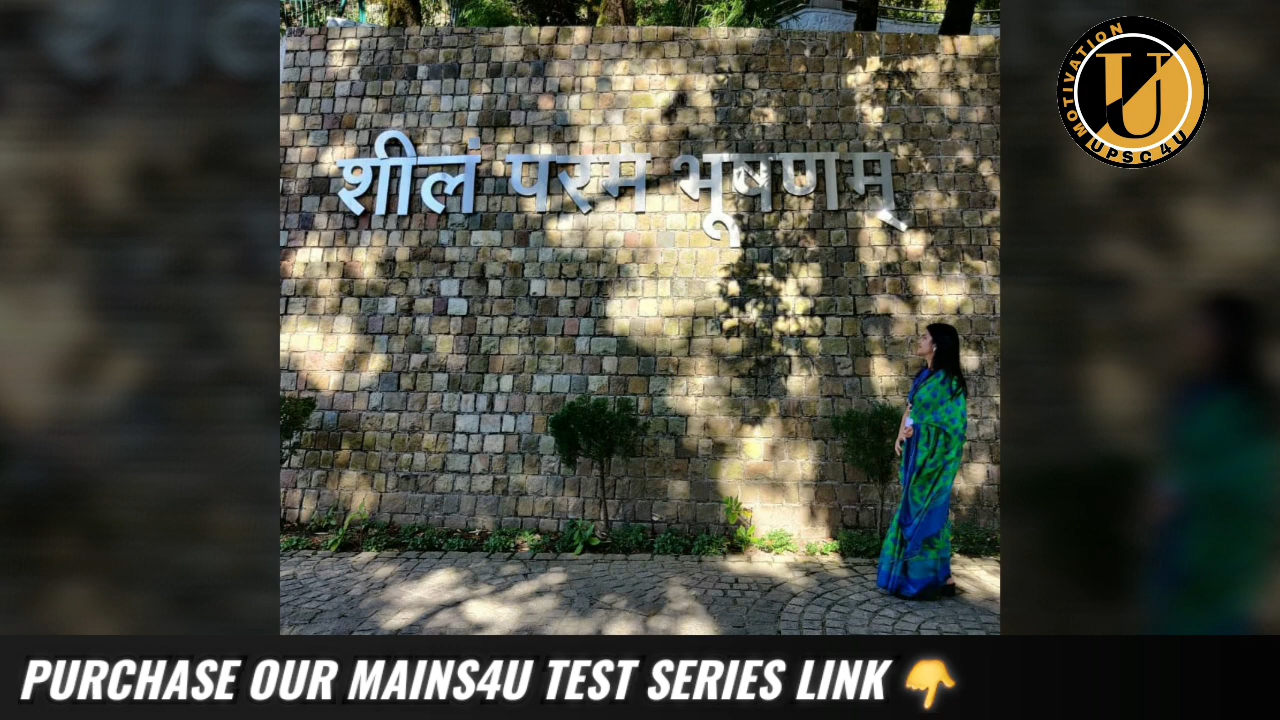 MOTIVATION
U
UPSC 4U
शीलं परम भूषणम्
PURCHASE OUR MAINS4U TEST SERIES LINK 👇